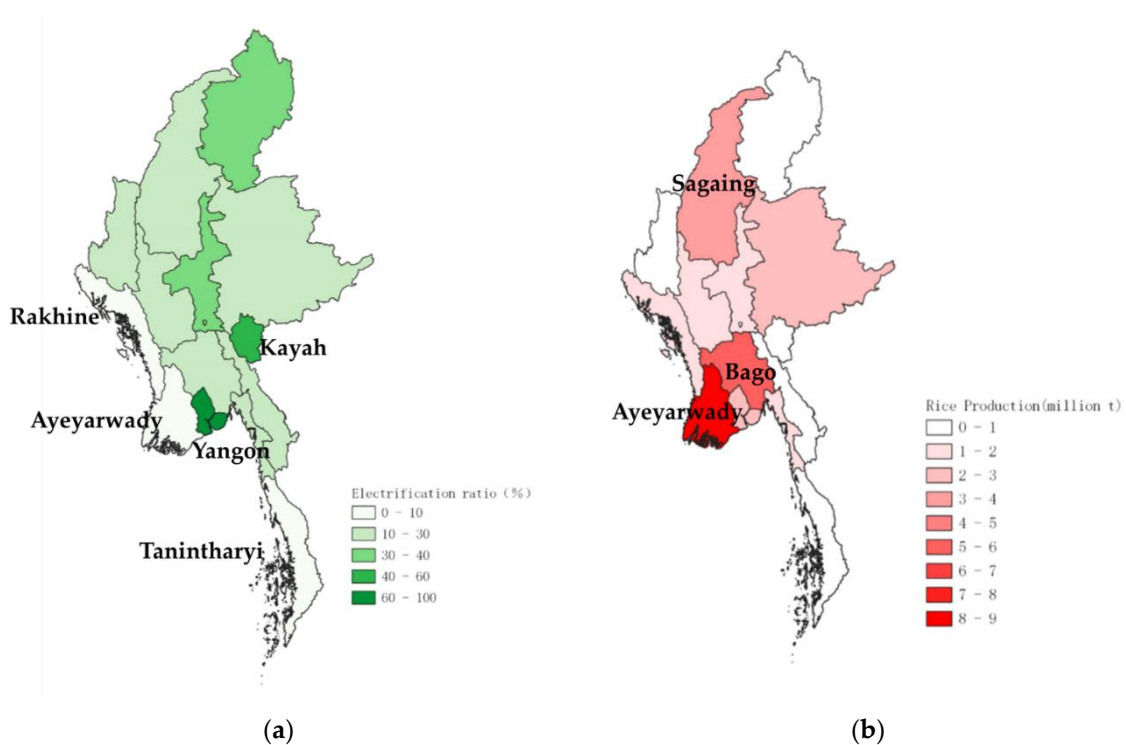 Rakhine
Kayah
Ayeyarwady
Yangon
Tanintharyi
Electrification ratio (%)
0 - 10
10 - 30
30 - 40
40 - 60
60 - 100
(a)
Sagaing
Bago
Ayeyarwady
Rice Production(million t)
0 - 1
1 - 2
2 - 3
3 - 4
4 - 5
5 - 6
6 - 7
7 - 8
8 - 9
(b)